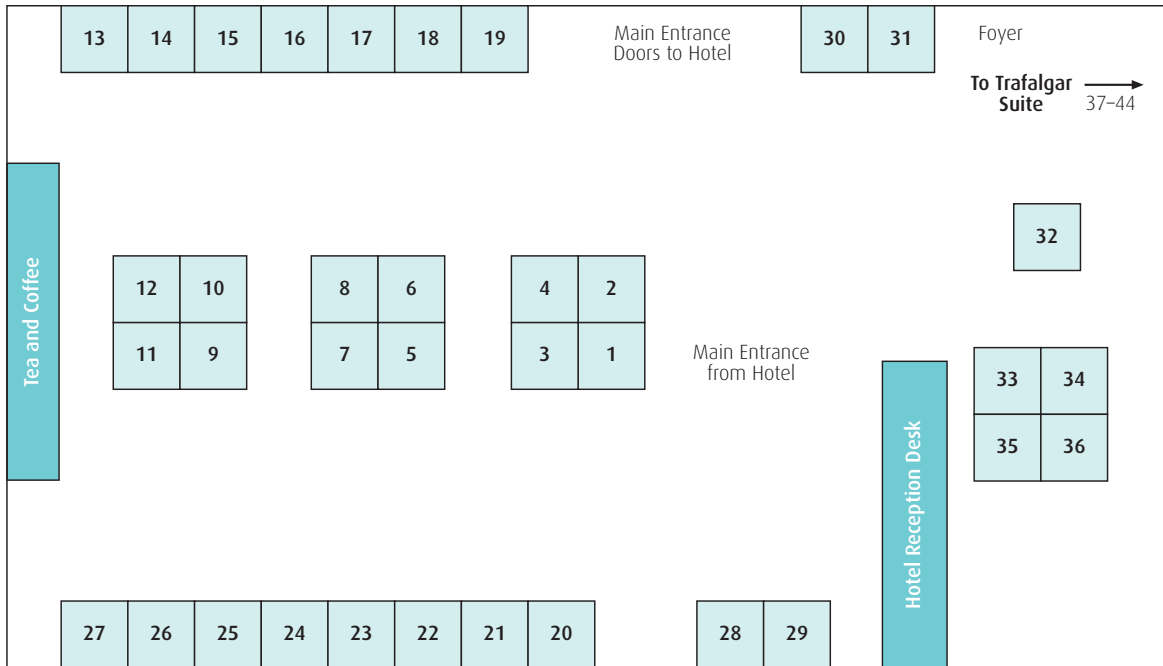 13 14 15 16 17 18 19
Main Entrance
Doors to Hotel
30 31
Foyer
To Trafalgar
Suite 37–44
Tea and Coffee
32
12 10
11 9
8 6
7 5
4 2
3 1
Main Entrance
from Hotel
33 34
35 36
Hotel Reception Desk
27 26 25 24 23 22 21 20
28 29